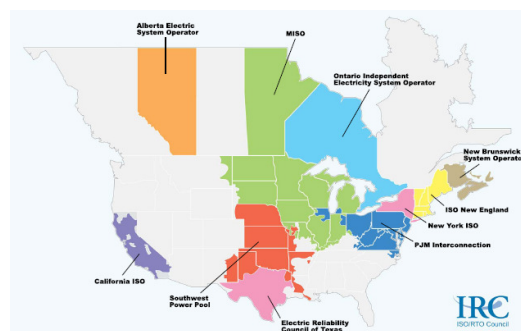 Alberta Electric
System Operator
MISO
Ontario Independent
Electricity System Operator
New Brunswick
System Operator
ISO New England
New York ISO
PJM Interconnection
California ISO
Southwest
Power Pool
Electric Reliability
Council of Texas
IRC
ISO/RTO Council